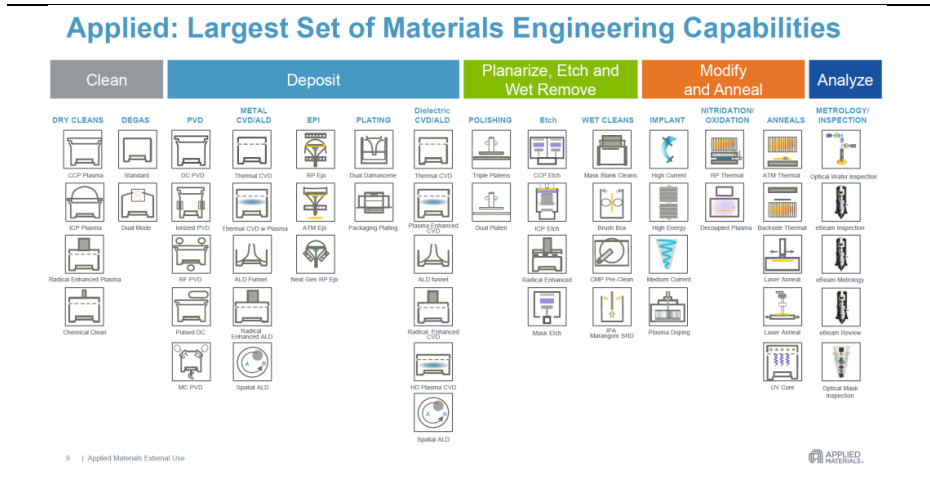 Applied: Largest Set of Materials Engineering Capabilities
Clean
Deposit
Planarize, Etch and
Wet Remove
Modify
and Anneal
Analyze
DRY CLEANS
DEGAS
PVD
METAL
CVD/ALD
EPI
PLATING
Dielectric
CVD/ALD
POLISHING
Etch
WET CLEANS
IMPLANT
NITRIDATION/
OXIDATION
ANNEALS
METROLOGY/
INSPECTION
CCP Plasma
Standard
DC PVD
Thermal CVD
RP Epi
Dual Damascene
Thermal CVD
Triple Platens
CCP Etch
Mask Blank Cleans
High Current
RP Thermal
ATM Thermal
Optical Wafer Inspection
ICP Plasma
Dual Mode
Ionized PVD
Thermal CVD w Plasma
ATM Epi
Packaging Plating
Plasma Enhanced
CVD
Dual Platen
ICP Etch
Brush Box
High Energy
Decoupled Plasma
Backside Thermal
eBeam Inspection
Radical Enhanced Plasma
RF PVD
ALD Funnel
Next Gen RP Epi
ALD funnel
Radical Enhanced
CMP Pre-Clean
Medium Current
Laser Anneal
eBeam Metrology
Chemical Clean
Pulsed DC
Radical
Enhanced ALD
Radical Enhanced
CVD
Mask Etch
IPA
Marangoni SRD
Plasma Doping
Laser Anneal
eBeam Review
MC PVD
A
B
Spatial ALD
HD Plasma CVD
UV Cure
Optical Mask
Inspection
A
B
Spatial ALD
9 | Applied Materials External Use
APPLIED
MATERIALS